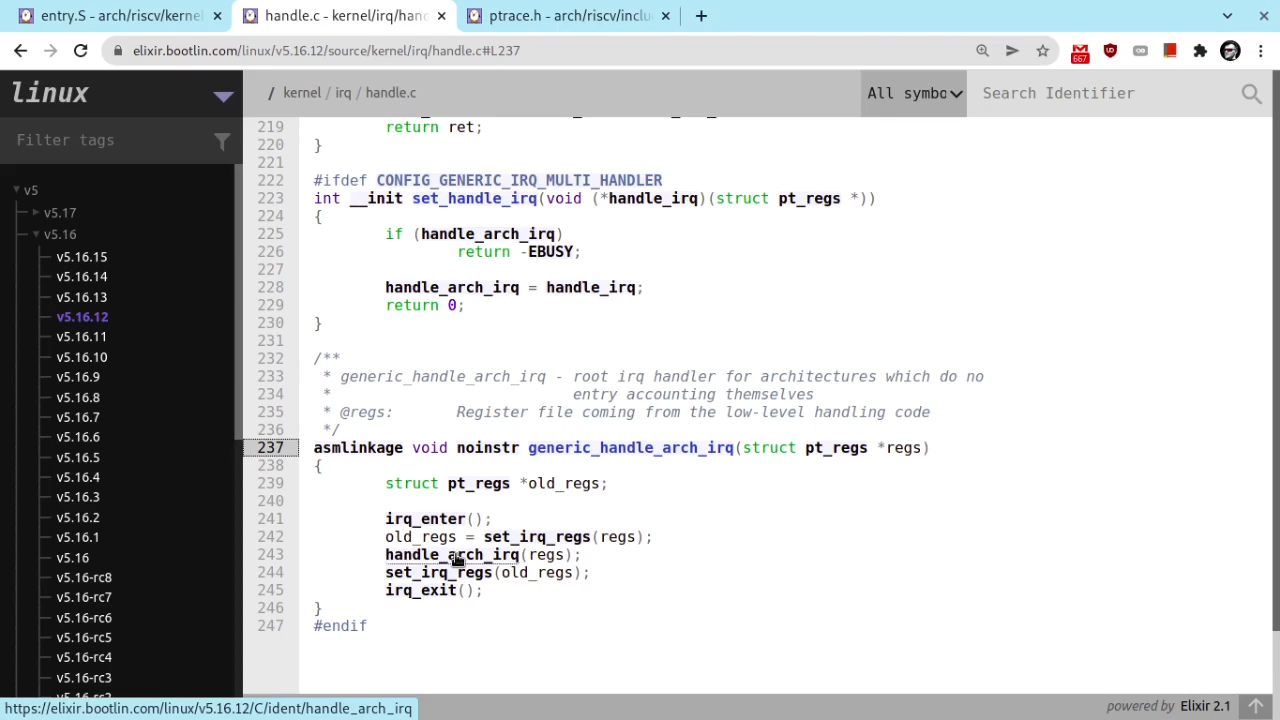 entry.S - arch/riscv/kernel
handle.c - kernel/irq/hand
ptrace.h - arch/riscv/inclu
elixir.bootlin.com/linux/v5.16.12/source/kernel/irq/handle.c#L237
667
linux
/ kernel / irq / handle.c
All symbo
Search Identifier
Filter tags
v5
v5.17
v5.16
v5.16.15
v5.16.14
v5.16.13
v5.16.12
v5.16.11
v5.16.10
v5.16.9
v5.16.8
v5.16.7
v5.16.6
v5.16.5
v5.16.4
v5.16.3
v5.16.2
v5.16.1
v5.16
v5.16-rc8
v5.16-rc7
v5.16-rc6
v5.16-rc5
v5.16-rc4
v5.16-rc3
v5.16-rc2
219 return ret;
220 }
221
222 #ifdef CONFIG_GENERIC_IRQ_MULTI_HANDLER
223 int __init set_handle_irq(void (*handle_irq)(struct pt_regs *))
224 {
225 if (handle_arch_irq)
226 return -EBUSY;
227
228 handle_arch_irq = handle_irq;
229 return 0;
230 }
231
232 /**
233 * generic_handle_arch_irq - root irq handler for architectures which do no
234 * entry accounting themselves
235 * @regs: Register file coming from the low-level handling code
236 */
237 asmlinkage void noinstr generic_handle_arch_irq(struct pt_regs *regs)
238 {
239 struct pt_regs *old_regs;
240
241 irq_enter();
242 old_regs = set_irq_regs(regs);
243 handle_arch_irq(regs);
244 set_irq_regs(old_regs);
245 irq_exit();
246 }
247 #endif
https://elixir.bootlin.com/linux/v5.16.12/C/ident/handle_arch_irq
powered by Elixir 2.1